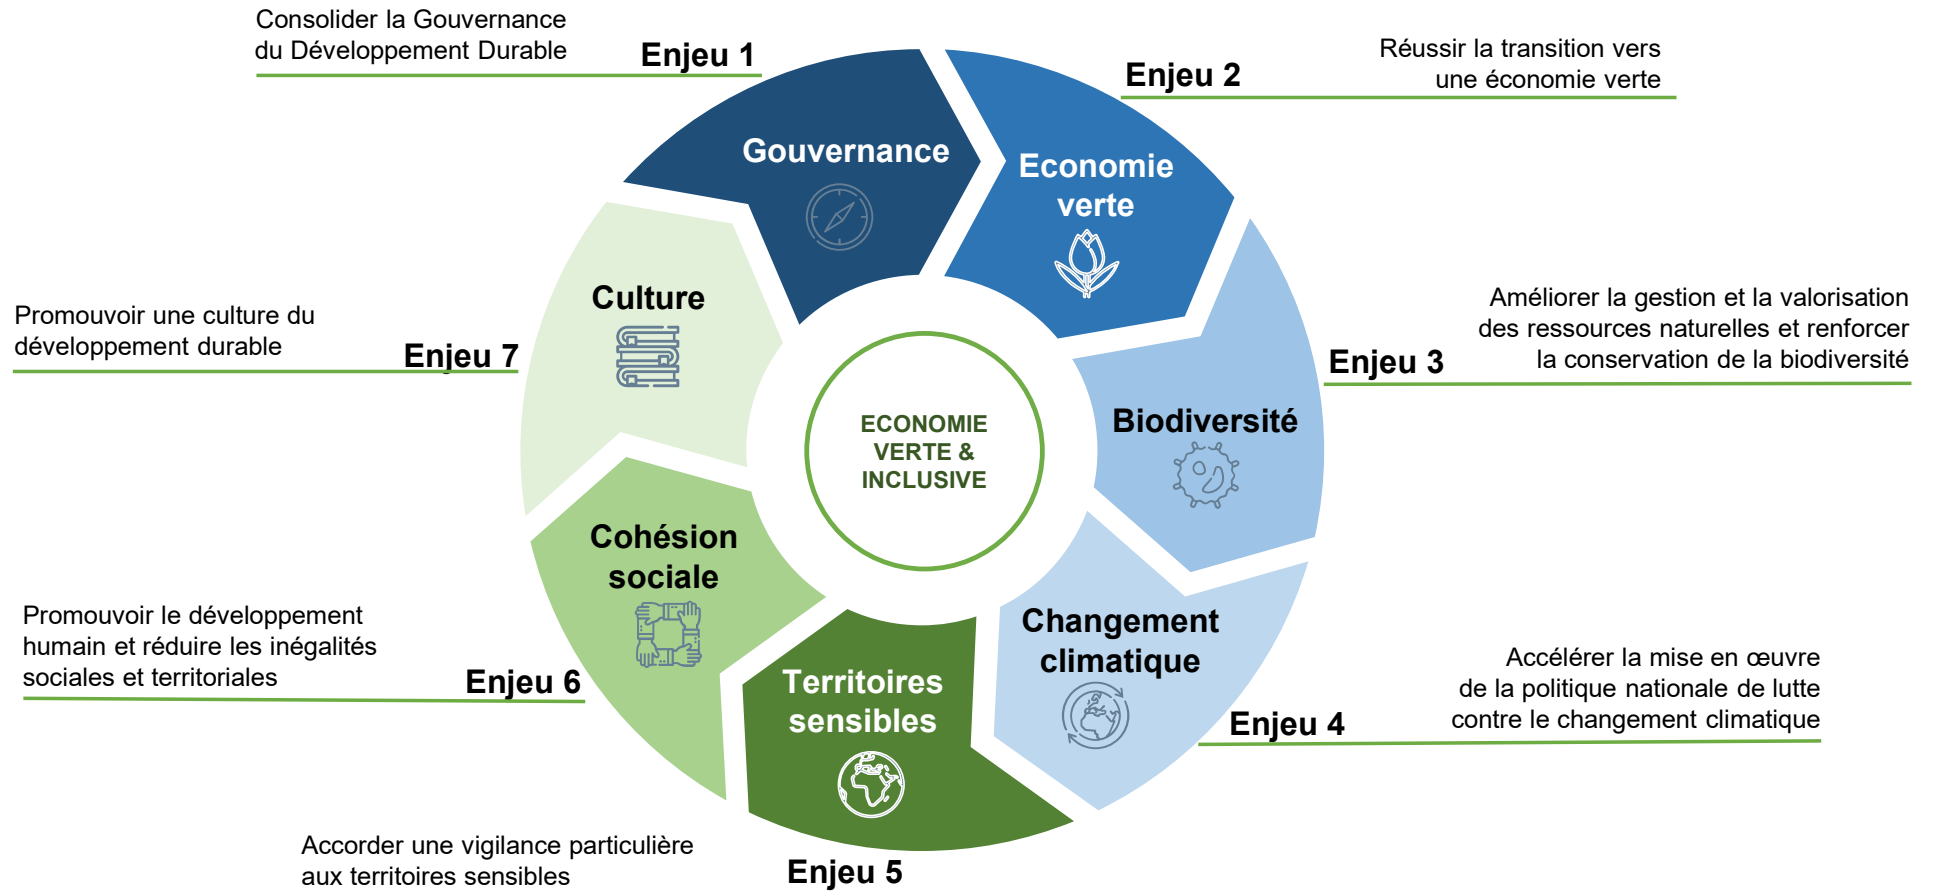 Consolider la Gouvernance
du Développement Durable
Enjeu 1
Gouvernance
Enjeu 2
Réussir la transition vers
une économie verte
Economie
verte
Améliorer la gestion et la valorisation
des ressources naturelles et renforcer
la conservation de la biodiversité
Enjeu 3
Biodiversité
Accélérer la mise en œuvre
de la politique nationale de lutte
contre le changement climatique
Enjeu 4
Changement
climatique
Territoires
sensibles
Accorder une vigilance particulière
aux territoires sensibles
Enjeu 5
Cohésion
sociale
Promouvoir le développement
humain et réduire les inégalités
sociales et territoriales
Enjeu 6
Culture
Promouvoir une culture du
développement durable
Enjeu 7
ECONOMIE
VERTE &
INCLUSIVE